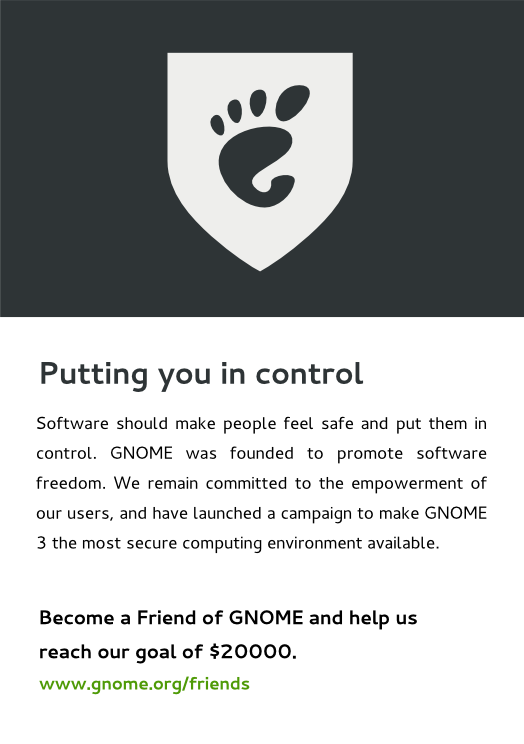 Putting you in control
Software should make people feel safe and put them in
control. GNOME was founded to promote software
freedom. We remain committed to the empowerment of
our users, and have launched a campaign to make GNOME
3 the most secure computing environment available.
Become a Friend of GNOME and help us
reach our goal of $20000.
www.gnome.org/friends